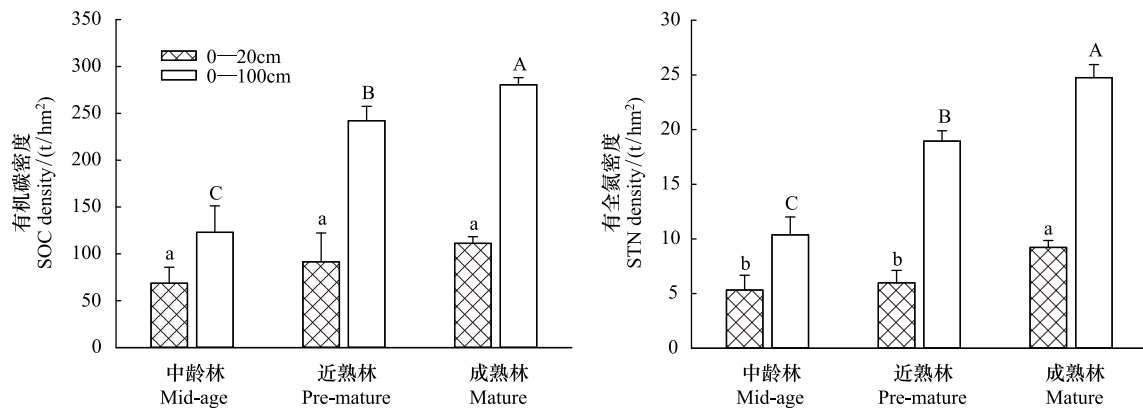 350
300
250
200
150
100
50
0
有机碳密度
SOC density/(t/hm²)
0—20cm
0—100cm
a
C
a
B
a
A
中龄林
Mid-age
近熟林
Pre-mature
成熟林
Mature
30
25
20
15
10
5
0
有全氮密度
STN density/(t/hm²)
b
C
b
B
a
A
中龄林
Mid-age
近熟林
Pre-mature
成熟林
Mature